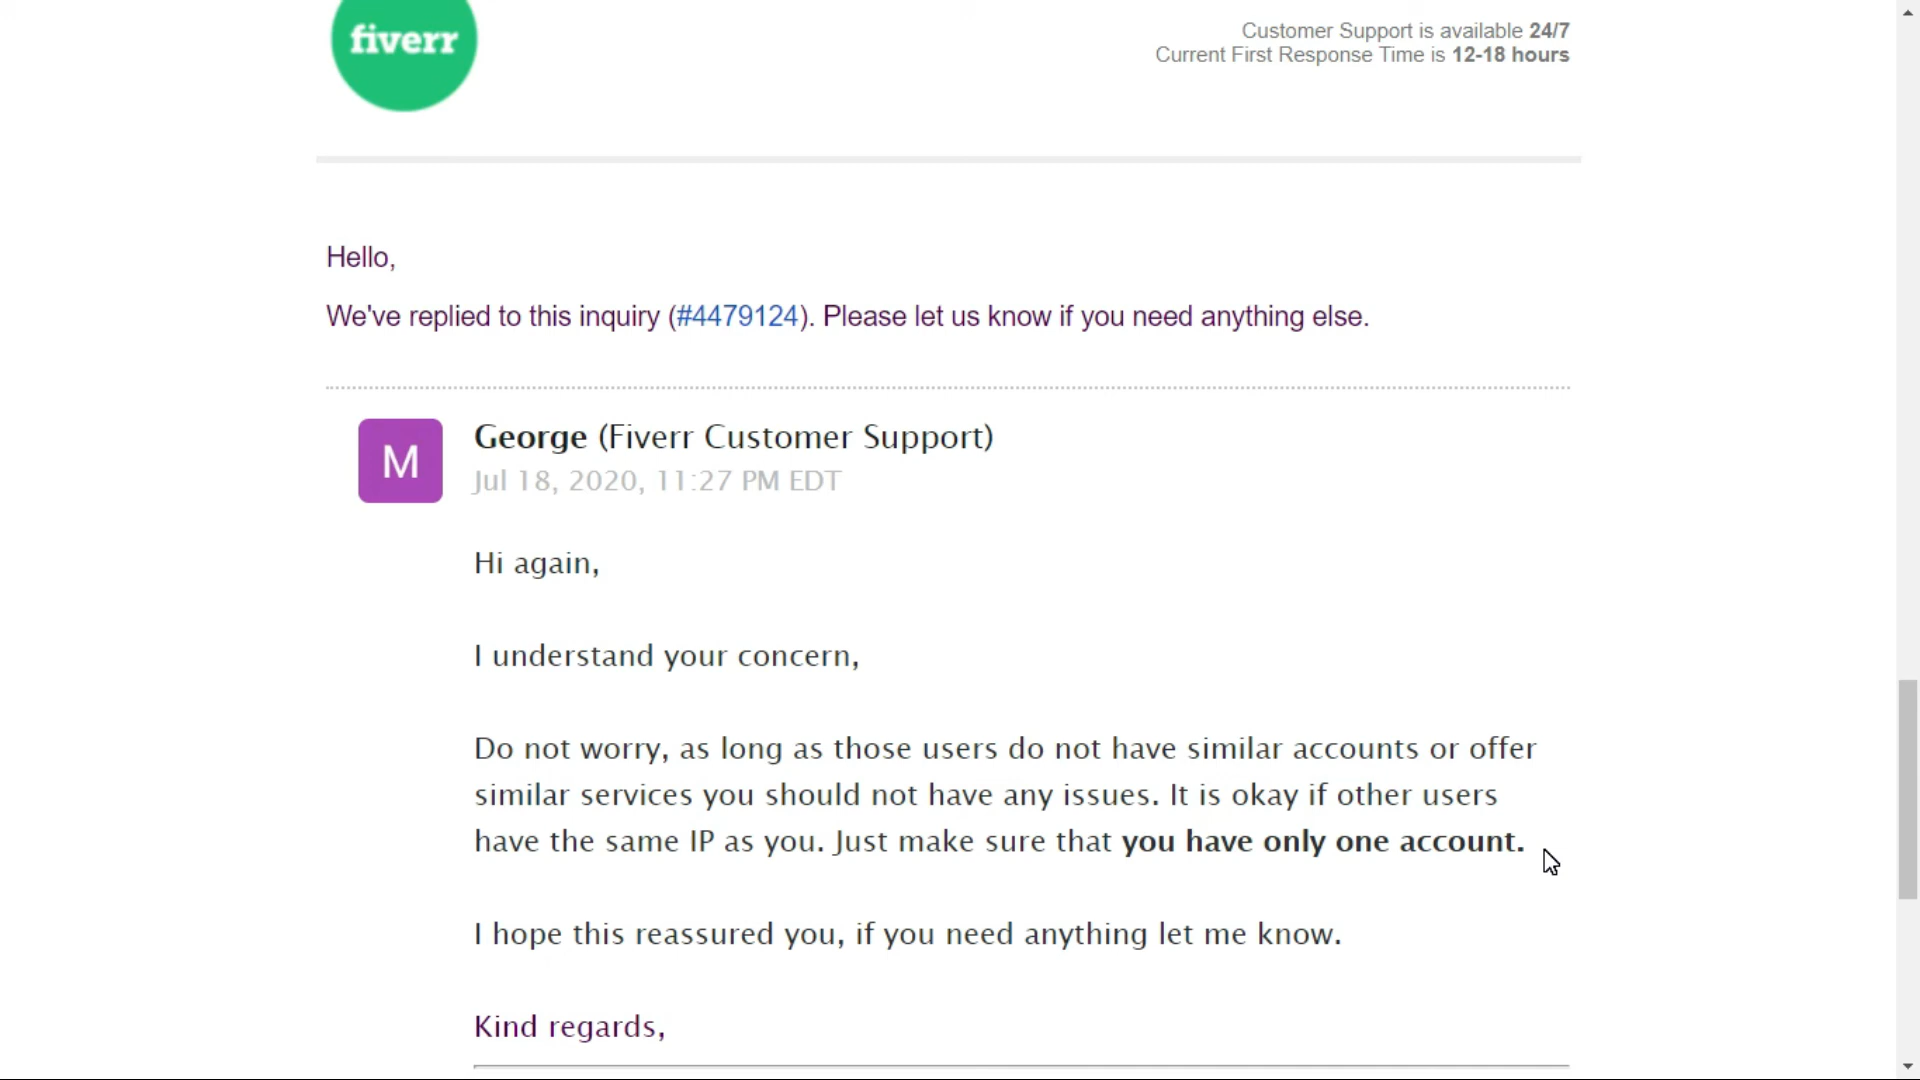 fiverr
Customer Support is available 24/7
Current First Response Time is 12-18 hours
Hello,
We've replied to this inquiry (#4479124). Please let us know if you need anything else.
M
George (Fiverr Customer Support)
Jul 18, 2020, 11:27 PM EDT
Hi again,
I understand your concern,
Do not worry, as long as those users do not have similar accounts or offer
similar services you should not have any issues. It is okay if other users
have the same IP as you. Just make sure that you have only one account.
I hope this reassured you, if you need anything let me know.
Kind regards,